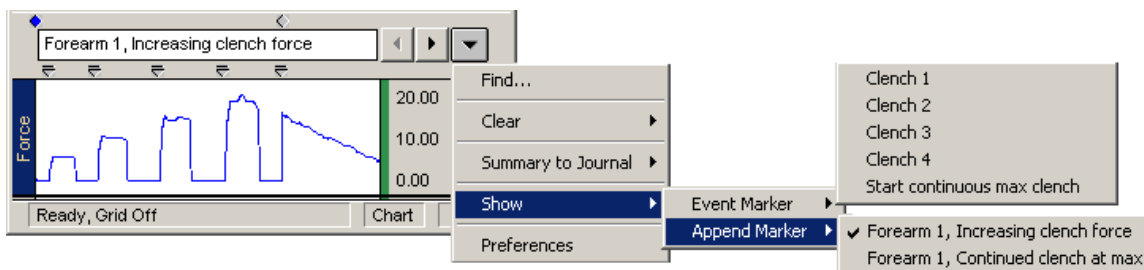 Forearm 1, Increasing clench force
Force
20.00
10.00
0.00
Ready, Grid Off
Chart
Find...
Clear
Summary to Journal
Show
Preferences
Event Marker
Append Marker
Clench 1
Clench 2
Clench 3
Clench 4
Start continuous max clench
Forearm 1, Increasing clench force
Forearm 1, Continued clench at max